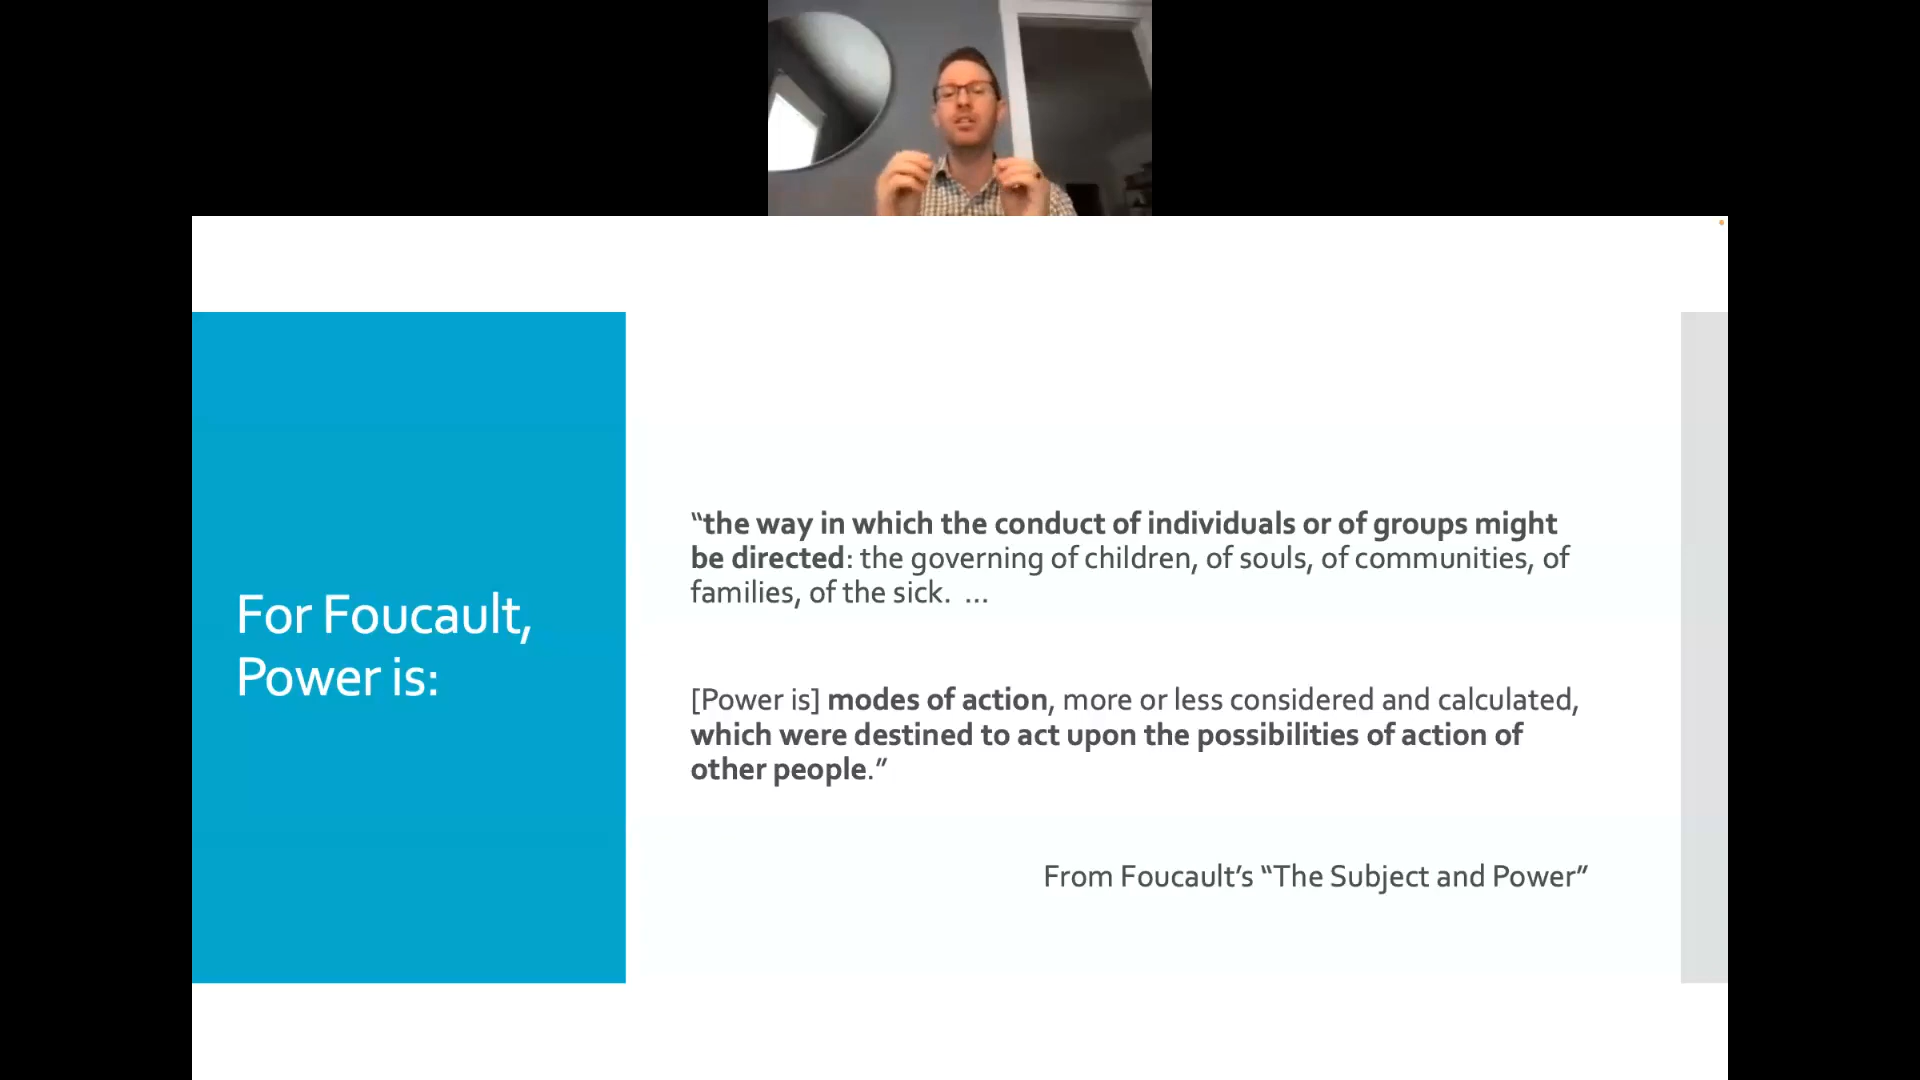 For Foucault,
Power is:
“the way in which the conduct of individuals or of groups might
be directed: the governing of children, of souls, of communities, of
families, of the sick.  ...
[Power is] modes of action, more or less considered and calculated,
which were destined to act upon the possibilities of action of
other people.”
From Foucault’s “The Subject and Power”